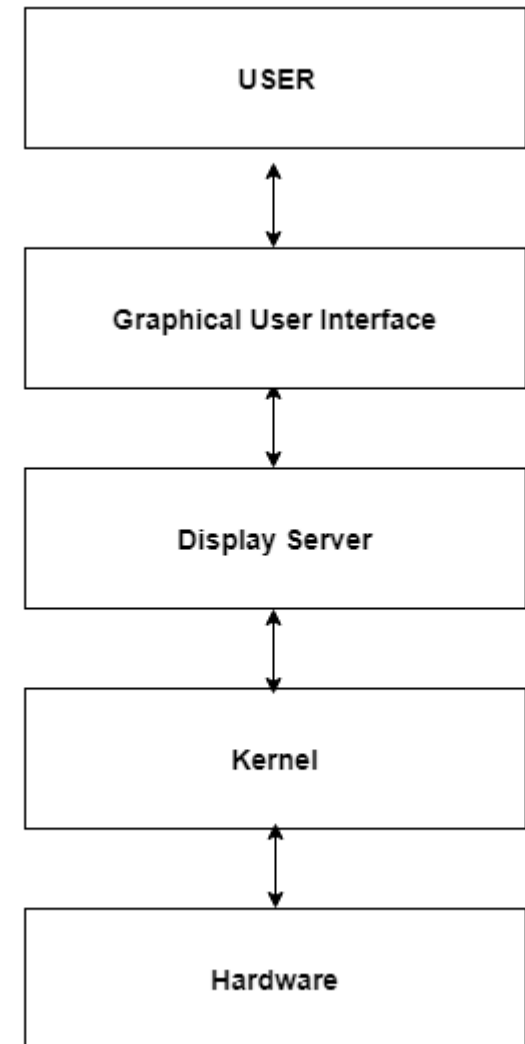 USER
Graphical User Interface
Display Server
Kernel
Hardware